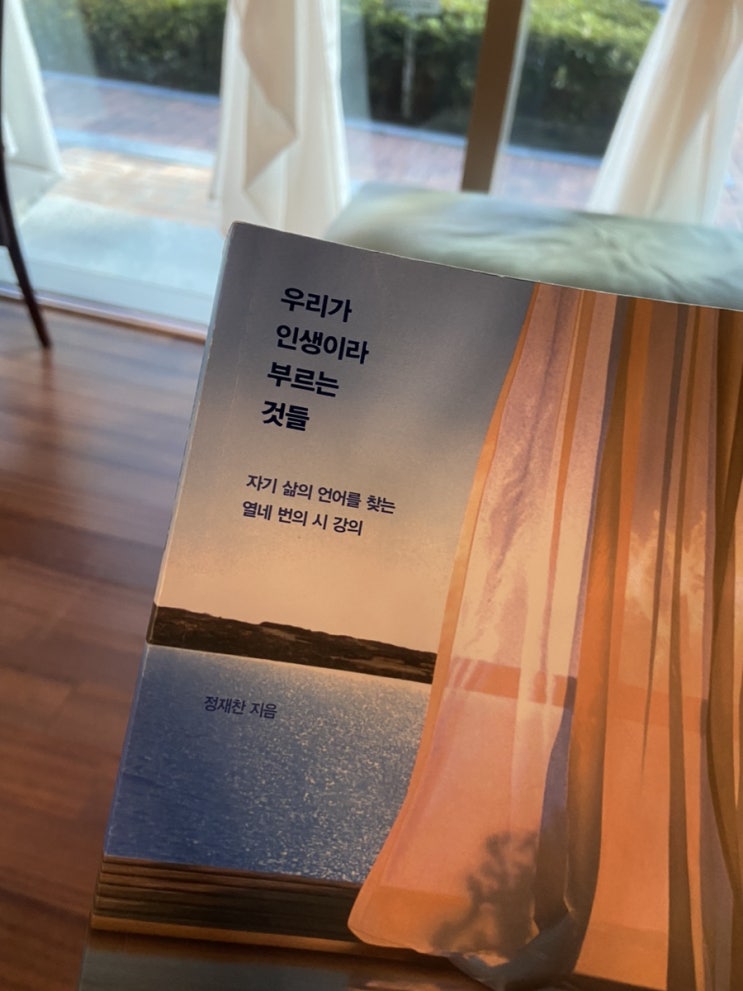 우리가
인생이라
부르는
것들
자기 삶의 언어를 찾는
열네 번의 시 강의
정재찬 지음